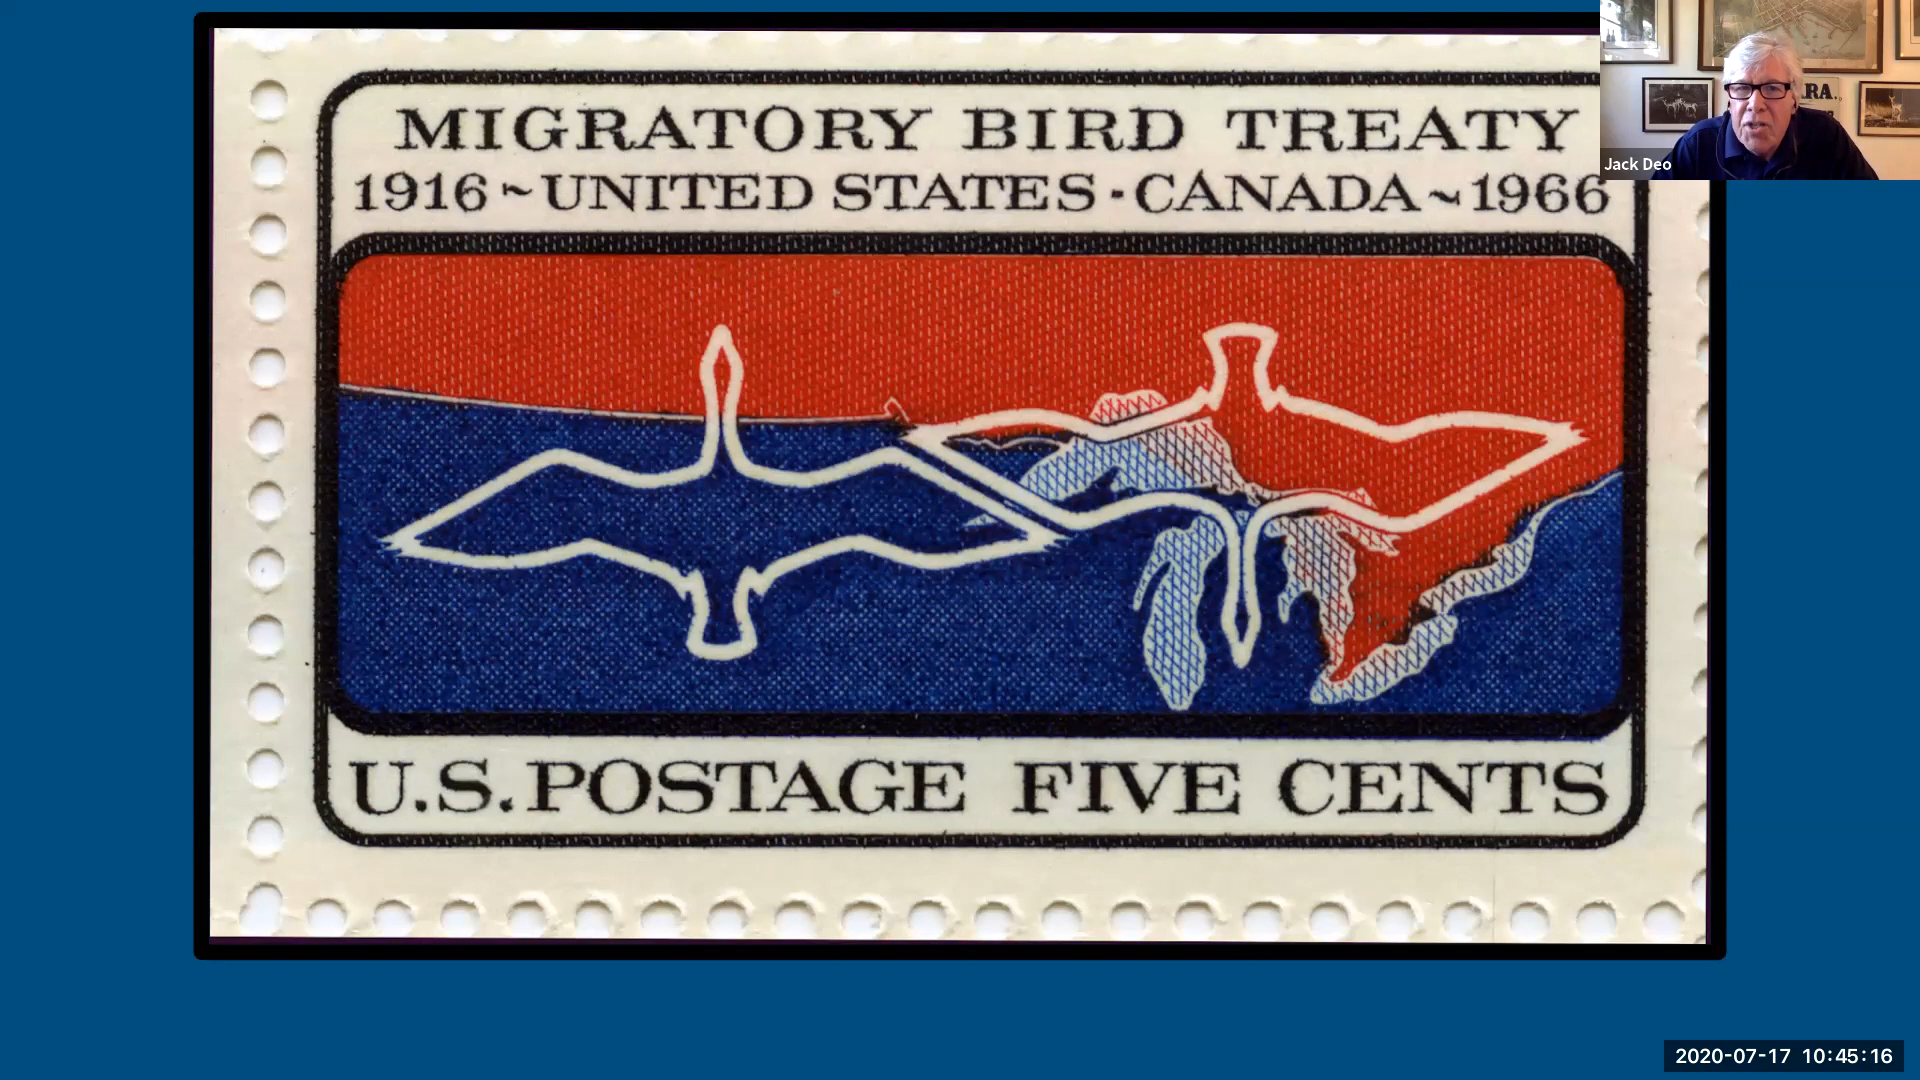 MIGRATORY BIRD TREATY
1916~UNITED STATES·CANADA~1966
U.S. POSTAGE FIVE CENTS
RA.
Jack Deo
2020-07-17 10:45:16